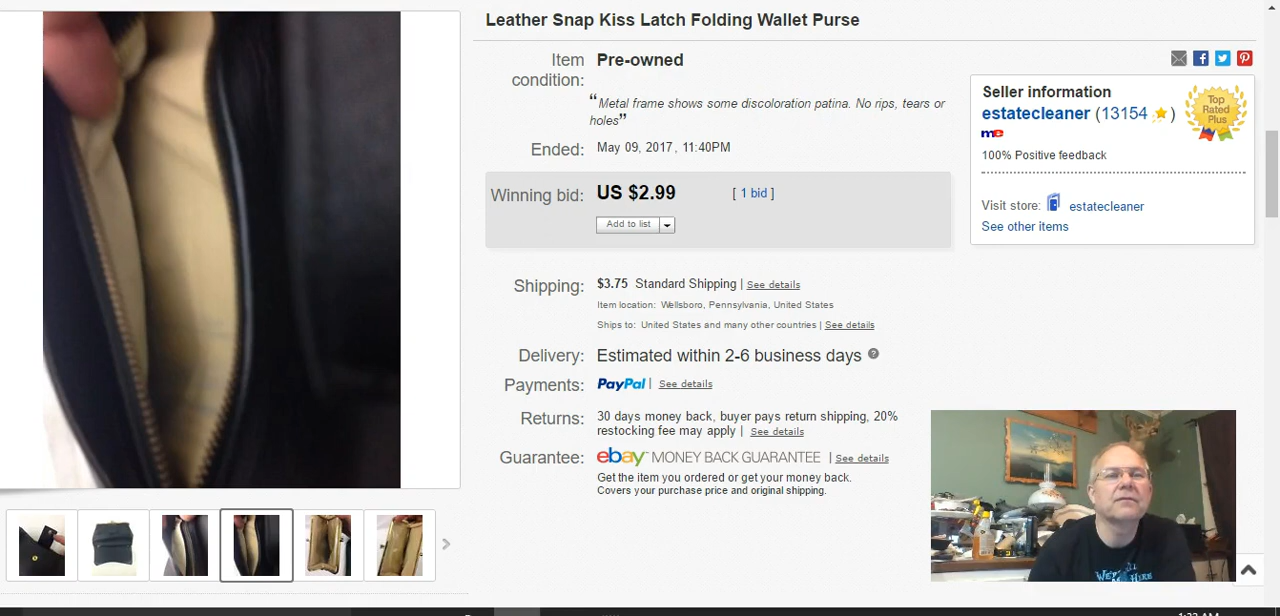 Leather Snap Kiss Latch Folding Wallet Purse
Item condition: Pre-owned
“Metal frame shows some discoloration patina. No rips, tears or
holes”
Ended: May 09, 2017 , 11:40PM
Winning bid: US $2.99 [ 1 bid ]
Add to list
Shipping: $3.75 Standard Shipping | See details
Item location: Wellsboro, Pennsylvania, United States
Ships to: United States and many other countries | See details
Delivery: Estimated within 2-6 business days ?
Payments: PayPal | See details
Returns: 30 days money back, buyer pays return shipping, 20%
restocking fee may apply | See details
Guarantee: ebay MONEY BACK GUARANTEE | See details
Get the item you ordered or get your money back.
Covers your purchase price and original shipping.
Seller information
estatecleaner (13154 )
me
100% Positive feedback
Top
Rated
Plus
Visit store: estatecleaner
See other items